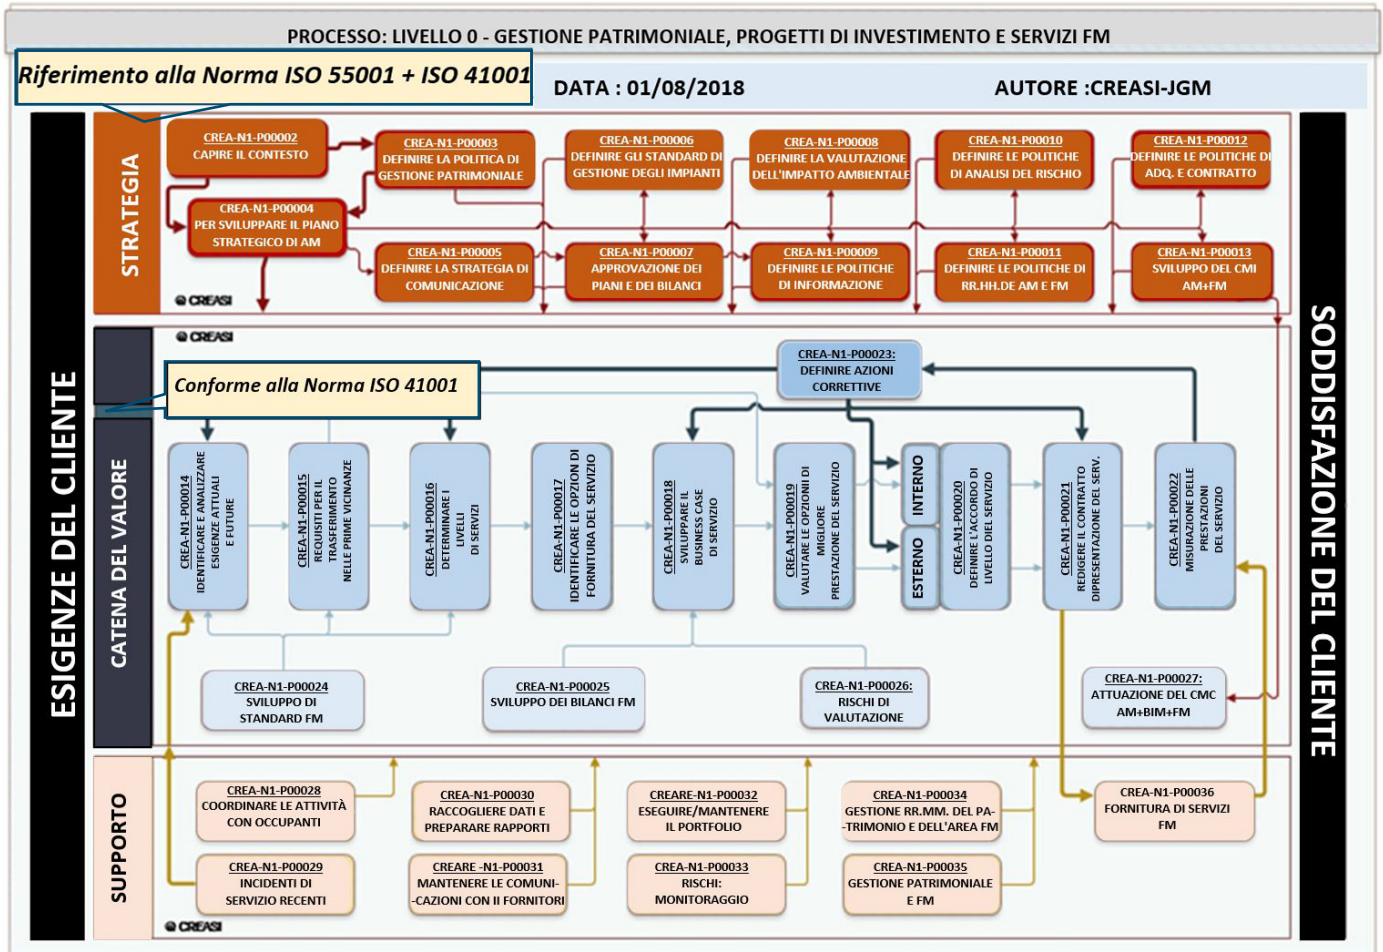 PROCESSO: LIVELLO 0 - GESTIONE PATRIMONIALE, PROGETTI DI INVESTIMENTO E SERVIZI FM
Riferimento alla Norma ISO 55001 + ISO 41001
DATA : 01/08/2018
AUTORE :CREASI-JGM
ESIGENZE DEL CLIENTE
STRATEGIA
CREA-N1-P00002
CAPIRE IL CONTESTO
CREA-N1-P00003
DEFINIRE LA POLITICA DI
GESTIONE PATRIMONIALE
CREA-N1-P00006
DEFINIRE GLI STANDARD DI
GESTIONE DEGLI IMPIANTI
CREA-N1-P00008
DEFINIRE LA VALUTAZIONE
DELL'IMPATTO AMBIENTALE
CREA-N1-P00010
DEFINIRE LE POLITICHE
DI ANALISI DEL RISCHIO
CREA-N1-P00012
DEFINIRE LE POLITICHE DI
ADQ. E CONTRATTO
CREA-N1-P00004
PER SVILUPPARE IL PIANO
STRATEGICO DI AM
CREA-N1-P00005
DEFINIRE LA STRATEGIA DI
COMUNICAZIONE
CREA-N1-P00007
APPROVAZIONE DEI
PIANI E DEI BILANCI
CREA-N1-P00009
DEFINIRE LE POLITICHE
DI INFORMAZIONE
CREA-N1-P00011
DEFINIRE LE POLITICHE DI
RR.HH.DE AM E FM
CREA-N1-P00013
SVILUPPO DEL CMI
AM+FM
CREASI
CATENA DEL VALORE
CREASI
Conforme alla Norma ISO 41001
CREA-N1-P00023:
DEFINIRE AZIONI
CORRETTIVE
CREA-N1-P00014
IDENTIFICARE E ANALIZZARE
ESIGENZE ATTUALI
E FUTURE
CREA-N1-P00015
REQUISITI PER IL
TRASFERIMENTO
NELLE PRIME VICINANZE
CREA-N1-P00016
DETERMINARE I
LIVELLI
DI SERVIZI
CREA-N1-P00017
IDENTIFICARE LE OPZION DI
FORNITURA DEL SERVIZIO
CREA-N1-P00018
SVILUPPARE IL
BUSINESS CASE
DI SERVIZIO
CREA-N1-P00019
VALUTARE LE OPZIONII DI
MIGLIORE
PRESTAZIONE DEL SERVIZIO
INTERNO
ESTERNO
CREA-N1-P00020
DEFINIRE L'ACCORDO DI
LIVELLO DEL SERVIZIO
CREA-N1-P00021
REDIGERE IL CONTRATTO
DIPRESENTAZIONE DEL SERV.
CREA-N1-P00022
MISURAZIONE DELLE
PRESTAZIONI
DEL SERVIZIO
CREA-N1-P00024
SVILUPPO DI
STANDARD FM
CREA-N1-P00025
SVILUPPO DEI BILANCI FM
CREA-N1-P00026:
RISCHI DI
VALUTAZIONE
CREA-N1-P00027:
ATTUAZIONE DEL CMC
AM+BIM+FM
SUPPORTO
CREA-N1-P00028
COORDINARE LE ATTIVITÀ
CON OCCUPANTI
CREA-N1-P00030
RACCOGLIERE DATI E
PREPARARE RAPPORTI
CREARE-N1-P00032
ESEGUIRE/MANTENERE
IL PORTFOLIO
CREA-N1-P00034
GESTIONE RR.MM. DEL PA-
-TRIMONIO E DELL'AREA FM
CREA-N1-P00036
FORNITURA DI SERVIZI
FM
CREA-N1-P00029
INCIDENTI DI
SERVIZIO RECENTI
CREARE -N1-P00031
MANTENERE LE COMUNI-
-CAZIONI CON II FORNITORI
CREA-N1-P00033
RISCHI:
MONITORAGGIO
CREA-N1-P00035
GESTIONE PATRIMONIALE
E FM
CREASI
SODDISFAZIONE DEL CLIENTE